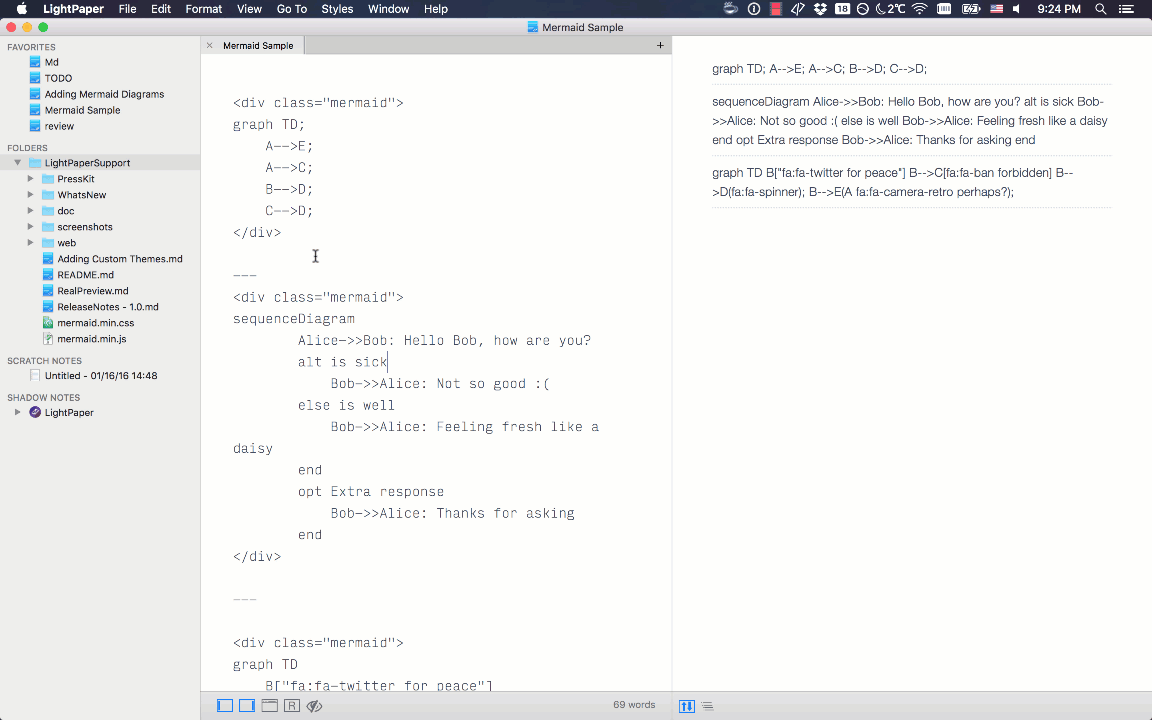 LightPaper File Edit Format View Go To Styles Window Help
18 2℃ 9:24 PM
Mermaid Sample
FAVORITES
Md
TODO
Adding Mermaid Diagrams
Mermaid Sample
review
FOLDERS
LightPaperSupport
PressKit
WhatsNew
doc
screenshots
web
Adding Custom Themes.md
README.md
RealPreview.md
ReleaseNotes - 1.0.md
mermaid.min.css
mermaid.min.js
SCRATCH NOTES
Untitled - 01/16/16 14:48
SHADOW NOTES
LightPaper
× Mermaid Sample +
<div class="mermaid">
graph TD;
A-->E;
A-->C;
B-->D;
C-->D;
</div>
---
<div class="mermaid">
sequenceDiagram
Alice->>Bob: Hello Bob, how are you?
alt is sick
Bob->>Alice: Not so good :(
else is well
Bob->>Alice: Feeling fresh like a
daisy
end
opt Extra response
Bob->>Alice: Thanks for asking
end
</div>
---
<div class="mermaid">
graph TD
B["fa:fa-twitter for peace"]
R
69 words
graph TD; A-->E; A-->C; B-->D; C-->D;
sequenceDiagram Alice->>Bob: Hello Bob, how are you? alt is sick Bob-
>>Alice: Not so good :( else is well Bob->>Alice: Feeling fresh like a daisy
end opt Extra response Bob->>Alice: Thanks for asking end
graph TD B["fa:fa-twitter for peace"] B-->C[fa:fa-ban forbidden] B--
>D(fa:fa-spinner); B-->E(A fa:fa-camera-retro perhaps?);